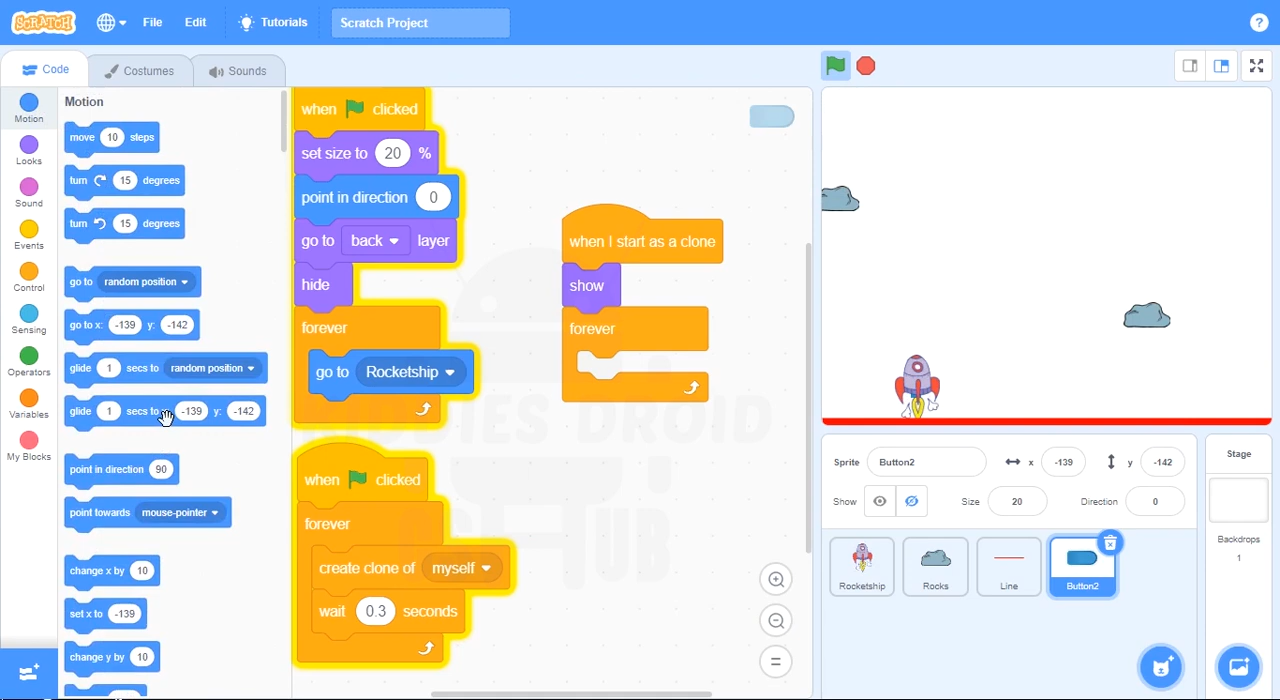 SCRATCH File Edit Tutorials Scratch Project ?
Code Costumes Sounds
Motion
Motion
Looks
Sound
Events
Control
Sensing
Operators
Variables
My Blocks
move 10 steps
turn 15 degrees
turn 15 degrees
go to random position
go to x: -139 y: -142
glide 1 secs to random position
glide 1 secs to -139 y: -142
point in direction 90
point towards mouse-pointer
change x by 10
set x to -139
change y by 10
when clicked
set size to 20 %
point in direction 0
go to back layer
hide
forever
go to Rocketship
when clicked
forever
create clone of myself
wait 0.3 seconds
when I start as a clone
show
forever
Sprite Button2 x -139 y -142
Show Size 20 Direction 0
Rocketship Rocks Line Button2
Stage
Backdrops
1